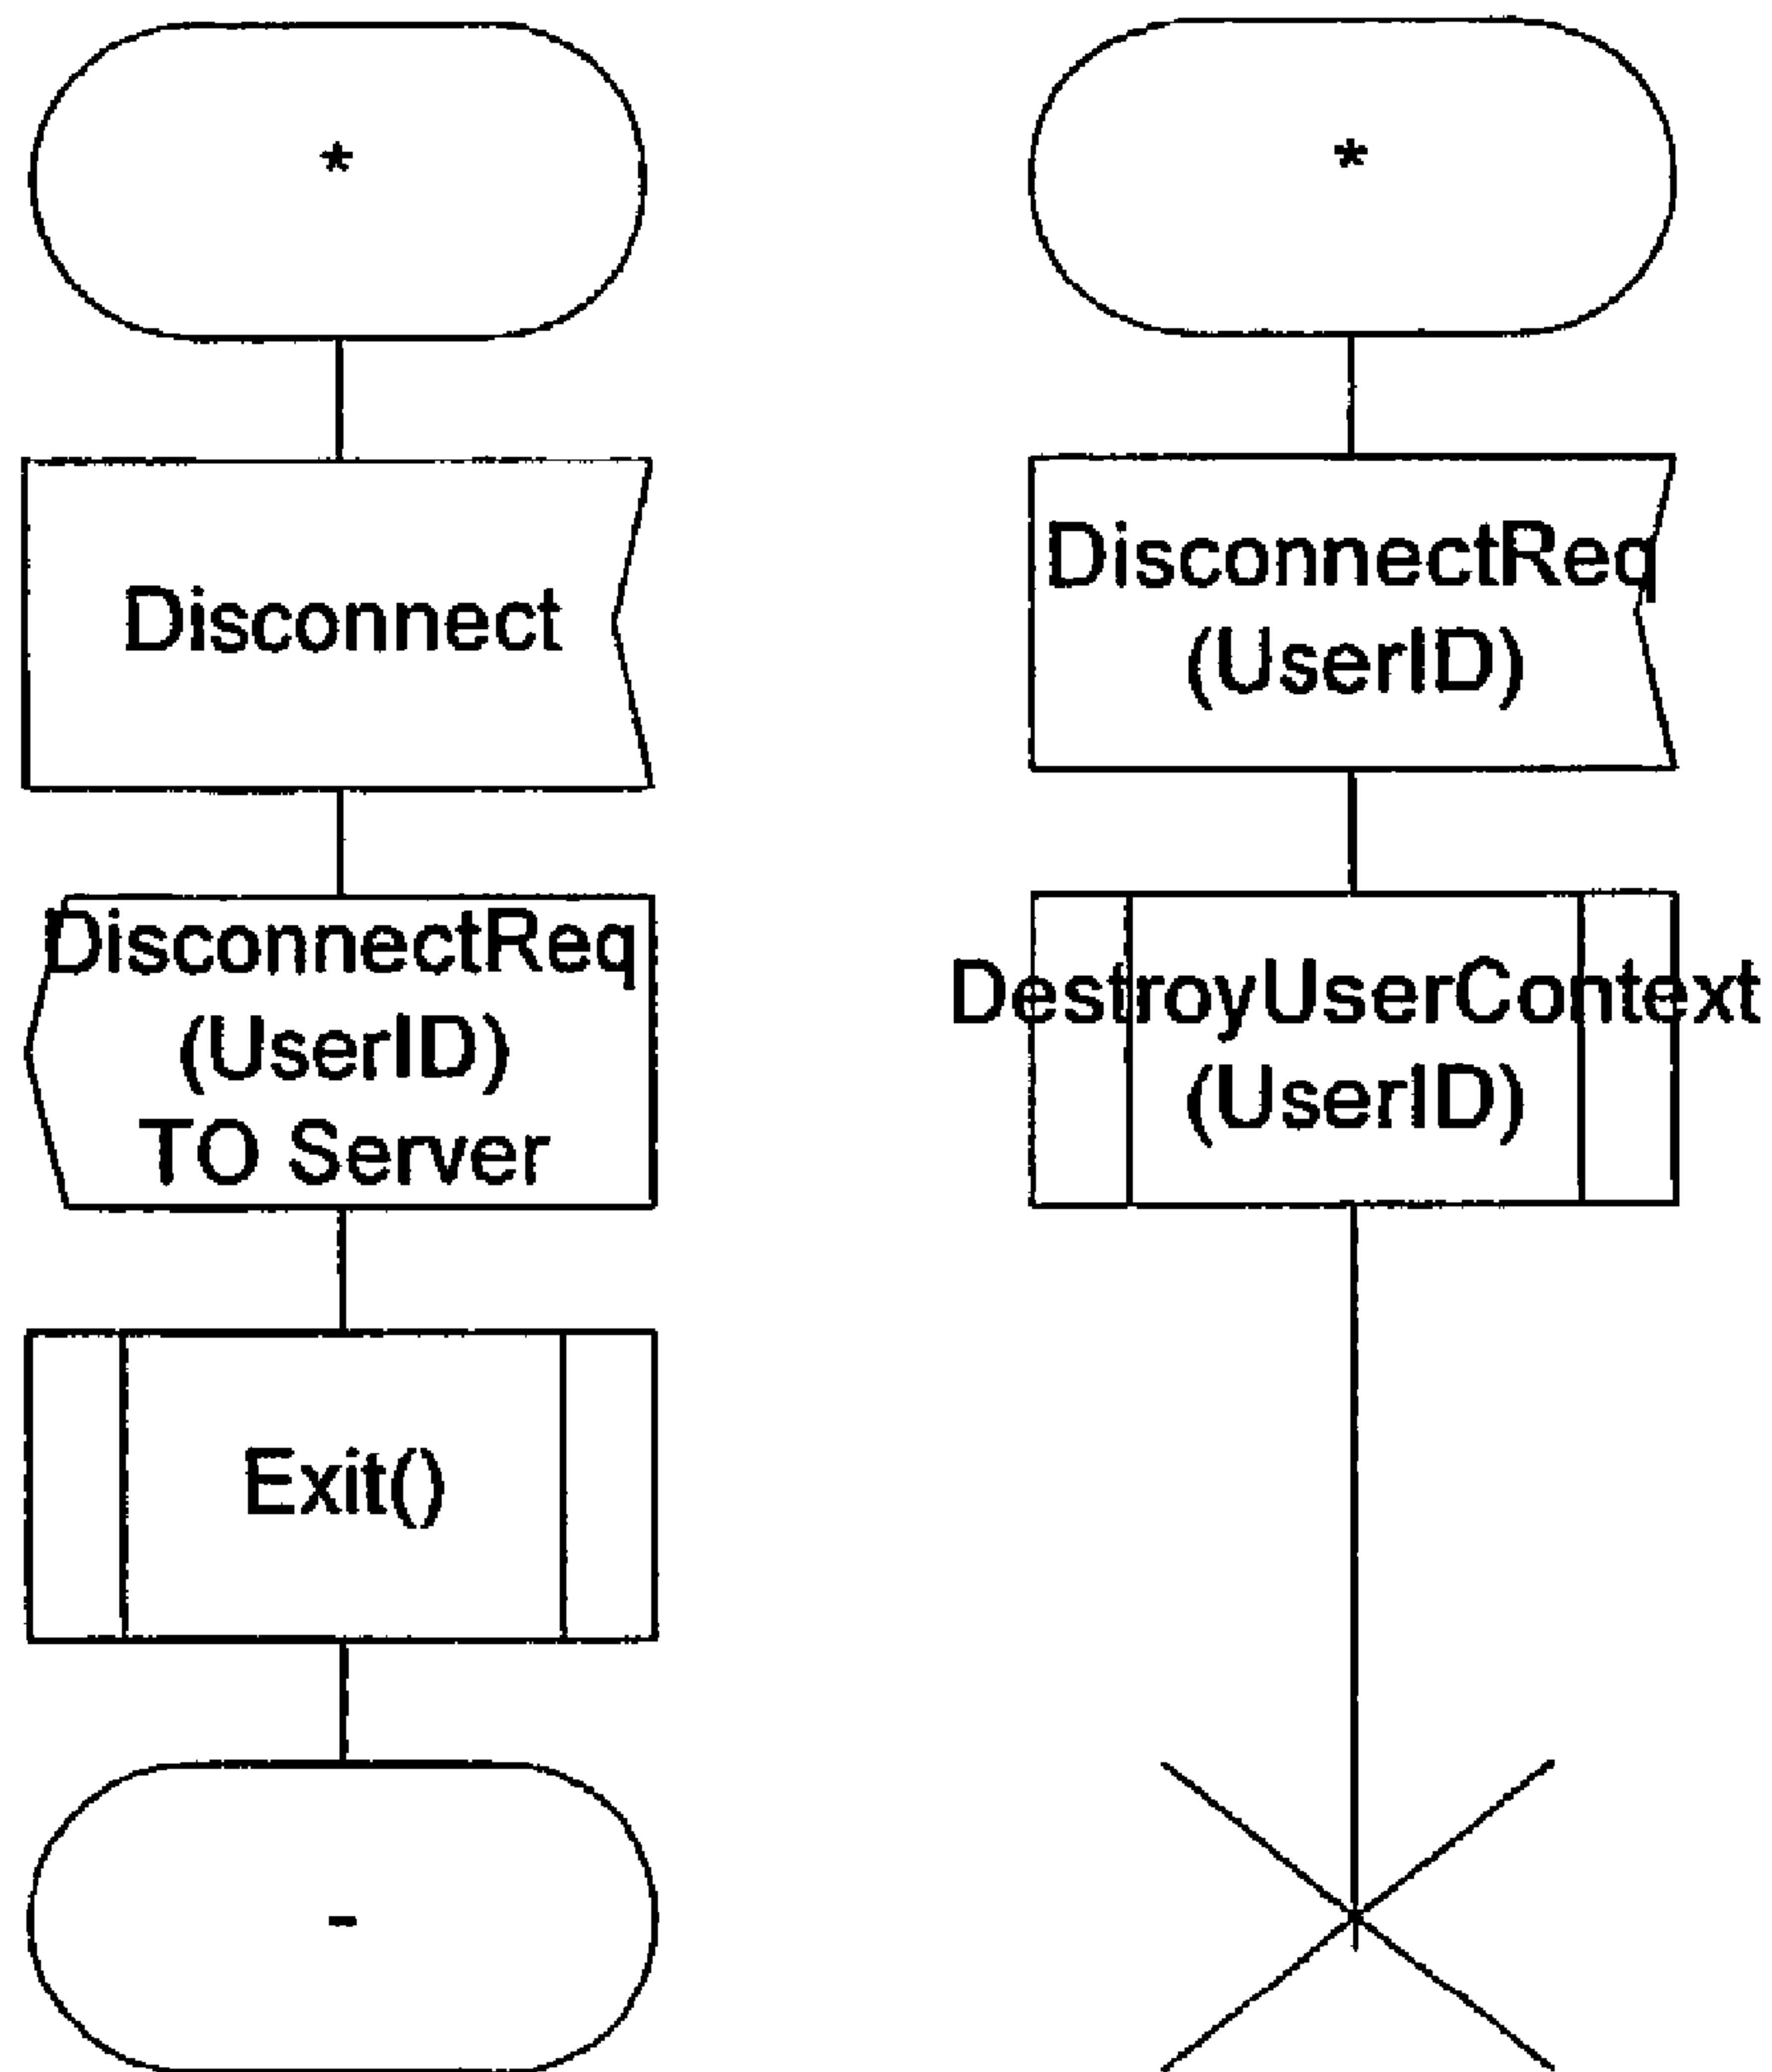 *
Disconnect
DisconnectReq
(UserID)
TO Server
Exit()
-
*
DisconnectReq
(UserID)
DestroyUserContext
(UserID)